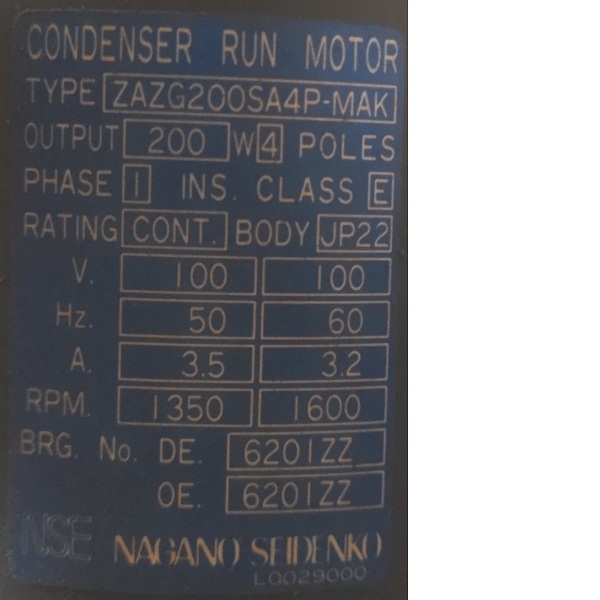 CONDENSER RUN MOTOR
TYPE ZAZG200SA4P-MAK
OUTPUT 200 W 4 POLES
PHASE 1 INS. CLASS E
RATING CONT. BODY JP22
V. 100 100
Hz. 50 60
A. 3.5 3.2
RPM. 1350 1600
BRG. No. DE. 6201ZZ
OE. 6201ZZ
NSE NAGANO SEIDENKO
L0029000